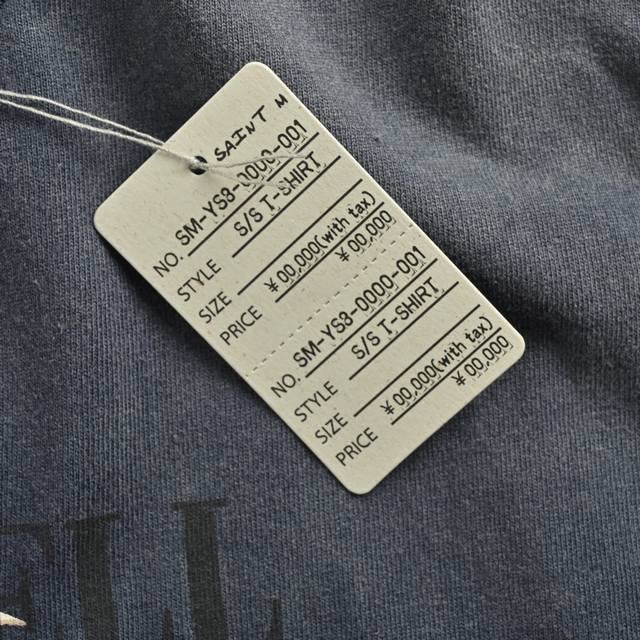 SAINT M
NO. SM-YS8-0000-001
STYLE S/S T-SHIRT
SIZE
PRICE ¥00,000(with tax)
¥00,000
NO. SM-YS8-0000-001
STYLE S/S T-SHIRT
SIZE
PRICE ¥00,000(with tax)
¥00,000
ELL